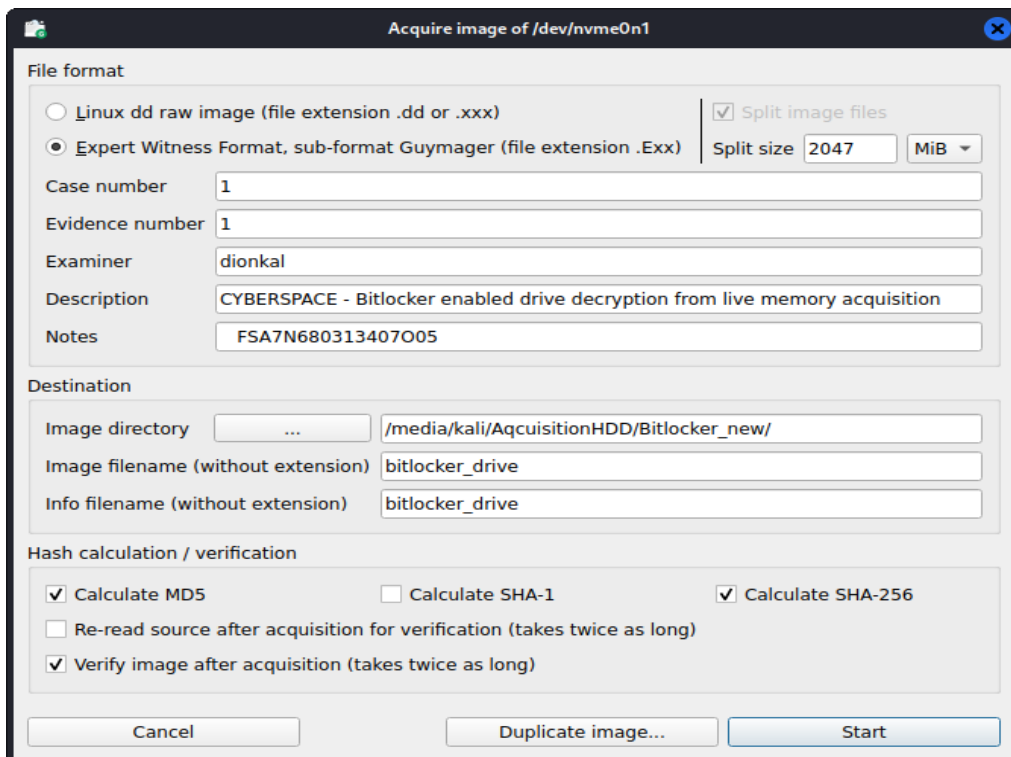 Acquire image of /dev/nvme0n1
File format
Linux dd raw image (file extension .dd or .xxx)
Split image files
Expert Witness Format, sub-format Guymager (file extension .Exx)
Split size 2047 MiB
Case number 1
Evidence number 1
Examiner dionkal
Description CYBERSPACE - Bitlocker enabled drive decryption from live memory acquisition
Notes FSA7N680313407O05
Destination
Image directory ... /media/kali/AqcuisitionHDD/Bitlocker_new/
Image filename (without extension) bitlocker_drive
Info filename (without extension) bitlocker_drive
Hash calculation / verification
Calculate MD5 Calculate SHA-1 Calculate SHA-256
Re-read source after acquisition for verification (takes twice as long)
Verify image after acquisition (takes twice as long)
Cancel Duplicate image... Start